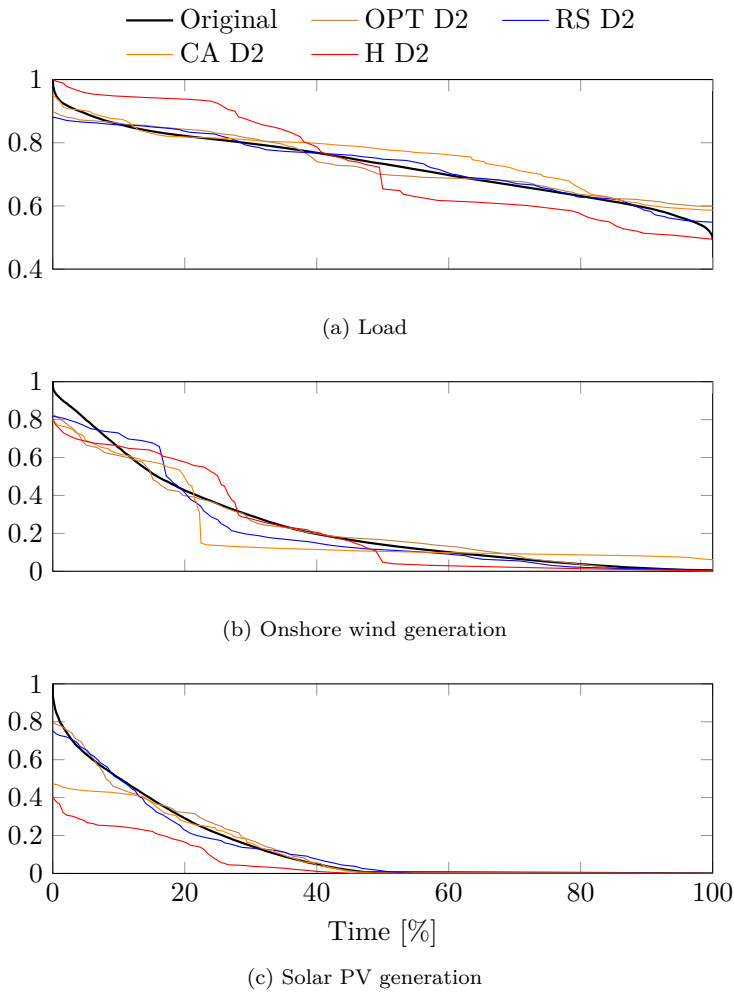 Original OPT D2 RS D2
CA D2 H D2
1
0.8
0.6
0.4
(a) Load
1
0.8
0.6
0.4
0.2
0
(b) Onshore wind generation
1
0.8
0.6
0.4
0.2
0
0 20 40 60 80 100
Time [%]
(c) Solar PV generation